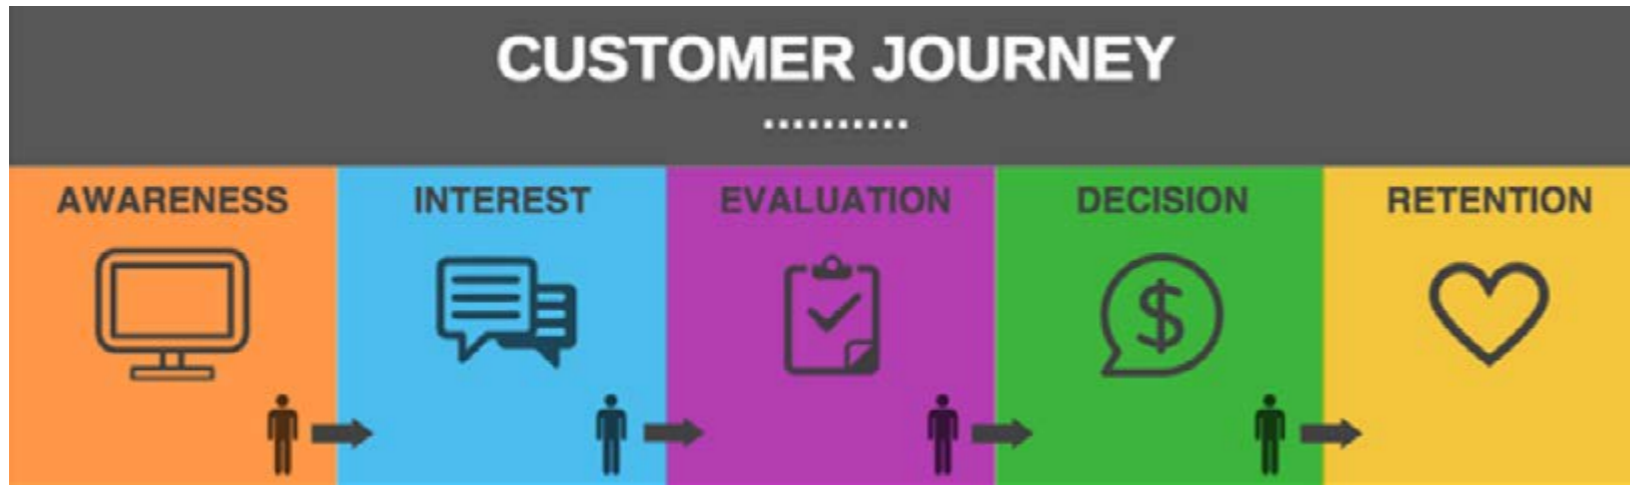 CUSTOMER JOURNEY
AWARENESS
INTEREST
EVALUATION
DECISION
$
RETENTION